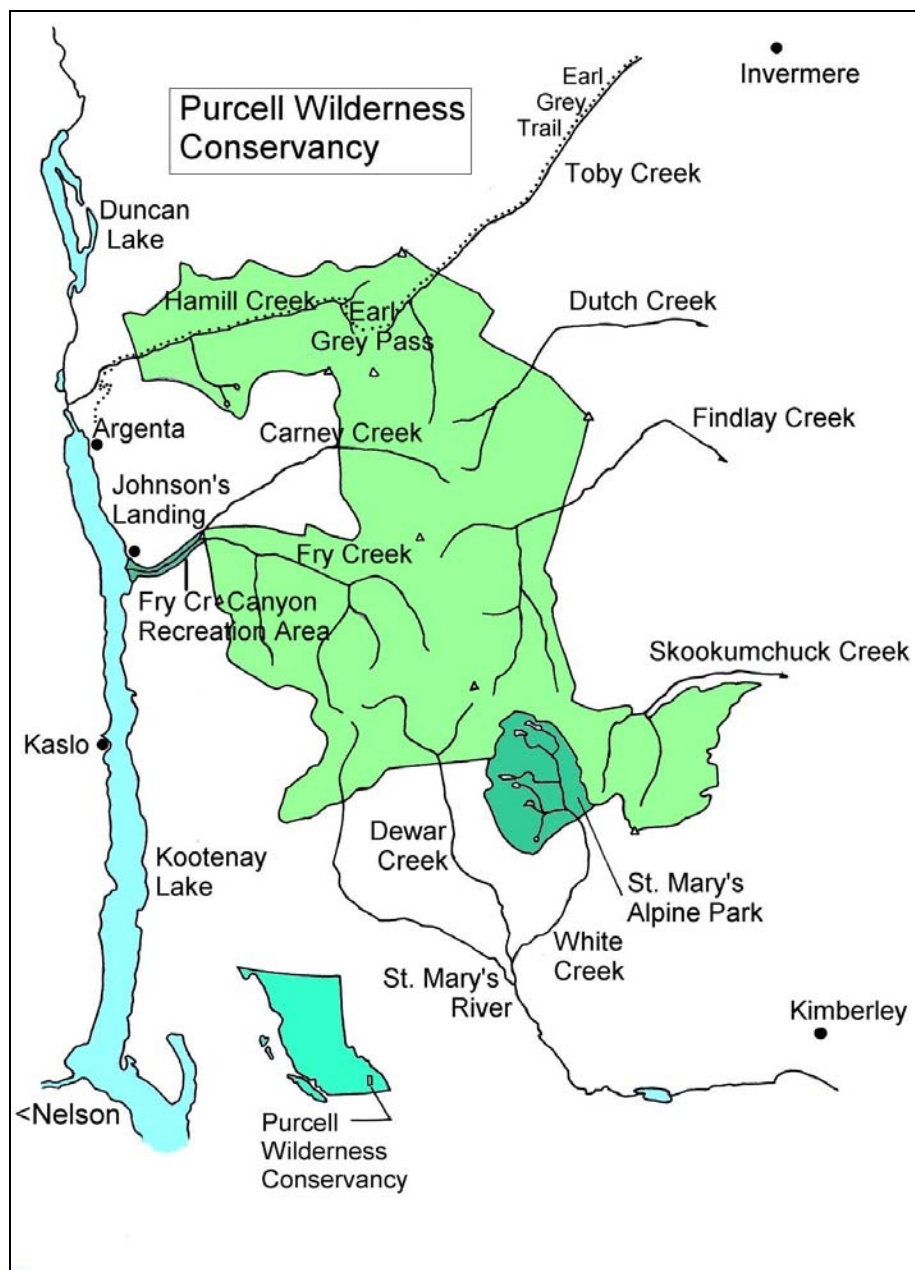 Purcell Wilderness
Conservancy
Earl
Grey
Trail
Invermere
Toby Creek
Duncan
Lake
Hamill Creek
Earl
Grey Pass
Dutch Creek
Argenta
Carney Creek
Findlay Creek
Johnson's
Landing
Fry Creek
Fry Cr Canyon
Recreation Area
Skookumchuck Creek
Kaslo
Dewar
Creek
Kootenay
Lake
St. Mary's
Alpine Park
White
Creek
St. Mary's
River
Kimberley
<Nelson
Purcell
Wilderness
Conservancy